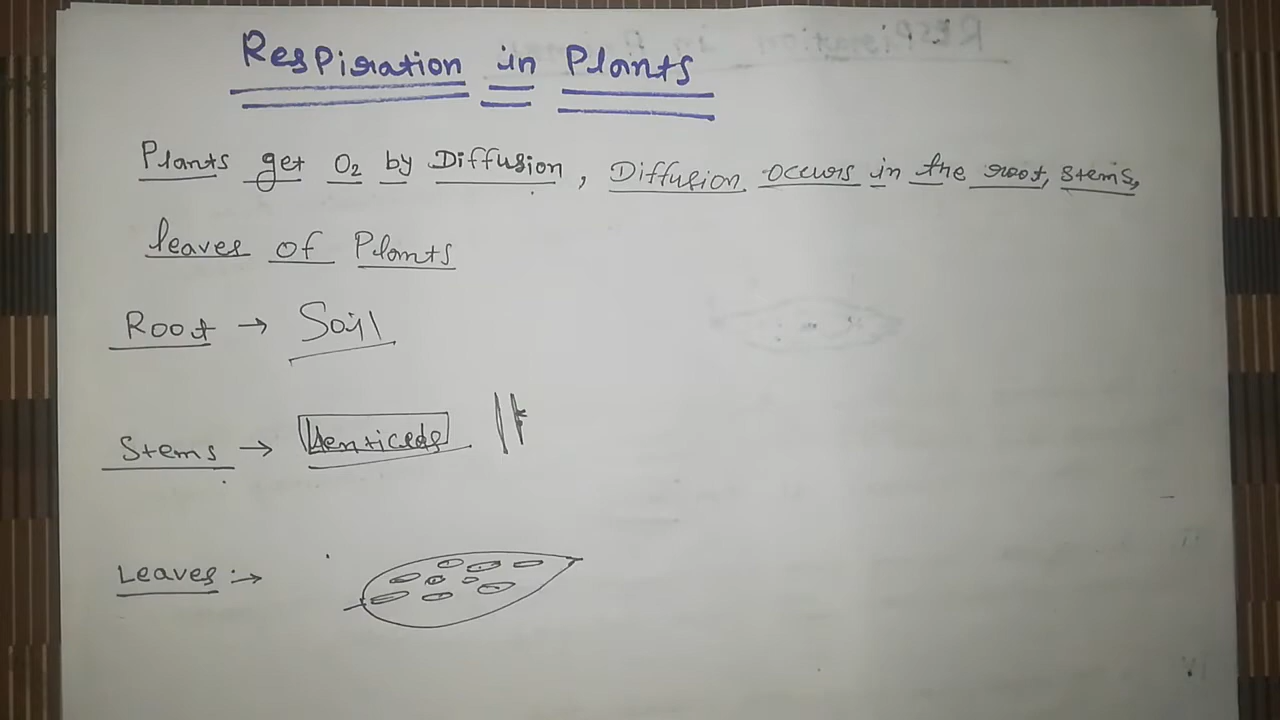 Respiration in Plants
Plants get O₂ by Diffusion, Diffusion occurs in the root, stems,
leaves of Plants
Root → Soil
Stems →
Leaves :→